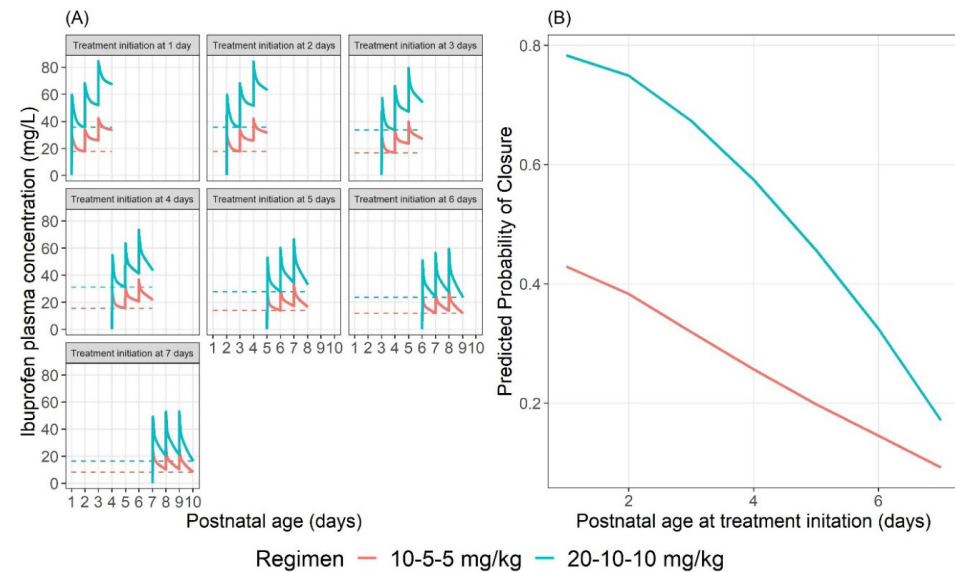 (A)
(B)
Treatment initiation at 1 day
Treatment initiation at 2 days
Treatment initiation at 3 days
80
60
40
20
0
Treatment initiation at 4 days
Treatment initiation at 5 days
Treatment initiation at 6 days
80
60
40
20
0
1 2 3 4 5 6 7 8 9 10
1 2 3 4 5 6 7 8 9 10
Treatment initiation at 7 days
80
60
40
20
0
1 2 3 4 5 6 7 8 9 10
Ibuprofen plasma concentration (mg/L)
Postnatal age (days)
Predicted Probability of Closure
0.8
0.6
0.4
0.2
2 4 6
Postnatal age at treatment initation (days)
Regimen 10-5-5 mg/kg 20-10-10 mg/kg